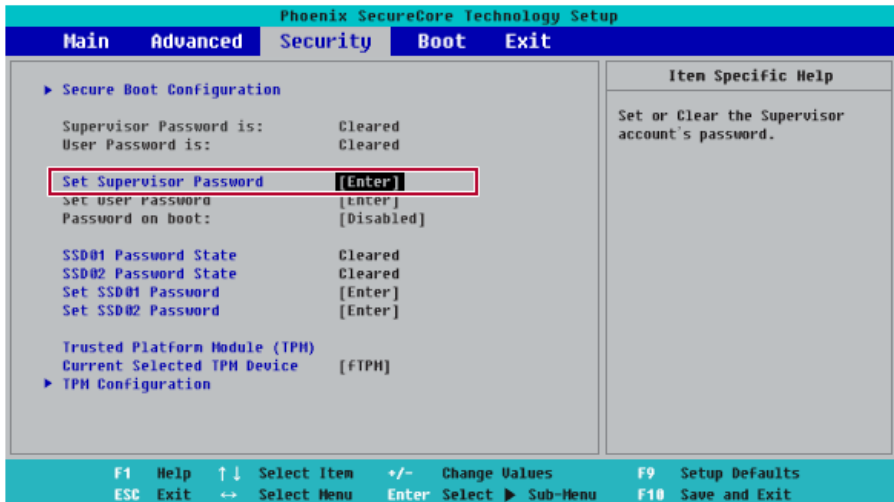 Phoenix SecureCore Technology Setup
Main Advanced Security Boot Exit
Item Specific Help
Set or Clear the Supervisor
account's password.
▶ Secure Boot Configuration
Supervisor Password is: Cleared
User Password is: Cleared
Set Supervisor Password [Enter]
Set User Password [Enter]
Password on boot: [Disabled]
SSD01 Password State Cleared
SSD02 Password State Cleared
Set SSD01 Password [Enter]
Set SSD02 Password [Enter]
Trusted Platform Module (TPM)
Current Selected TPM Device [fTPM]
▶ TPM Configuration
F1 Help ↑↓ Select Item +/- Change Values F9 Setup Defaults
ESC Exit ↔ Select Menu Enter Select ▶ Sub-Menu F10 Save and Exit